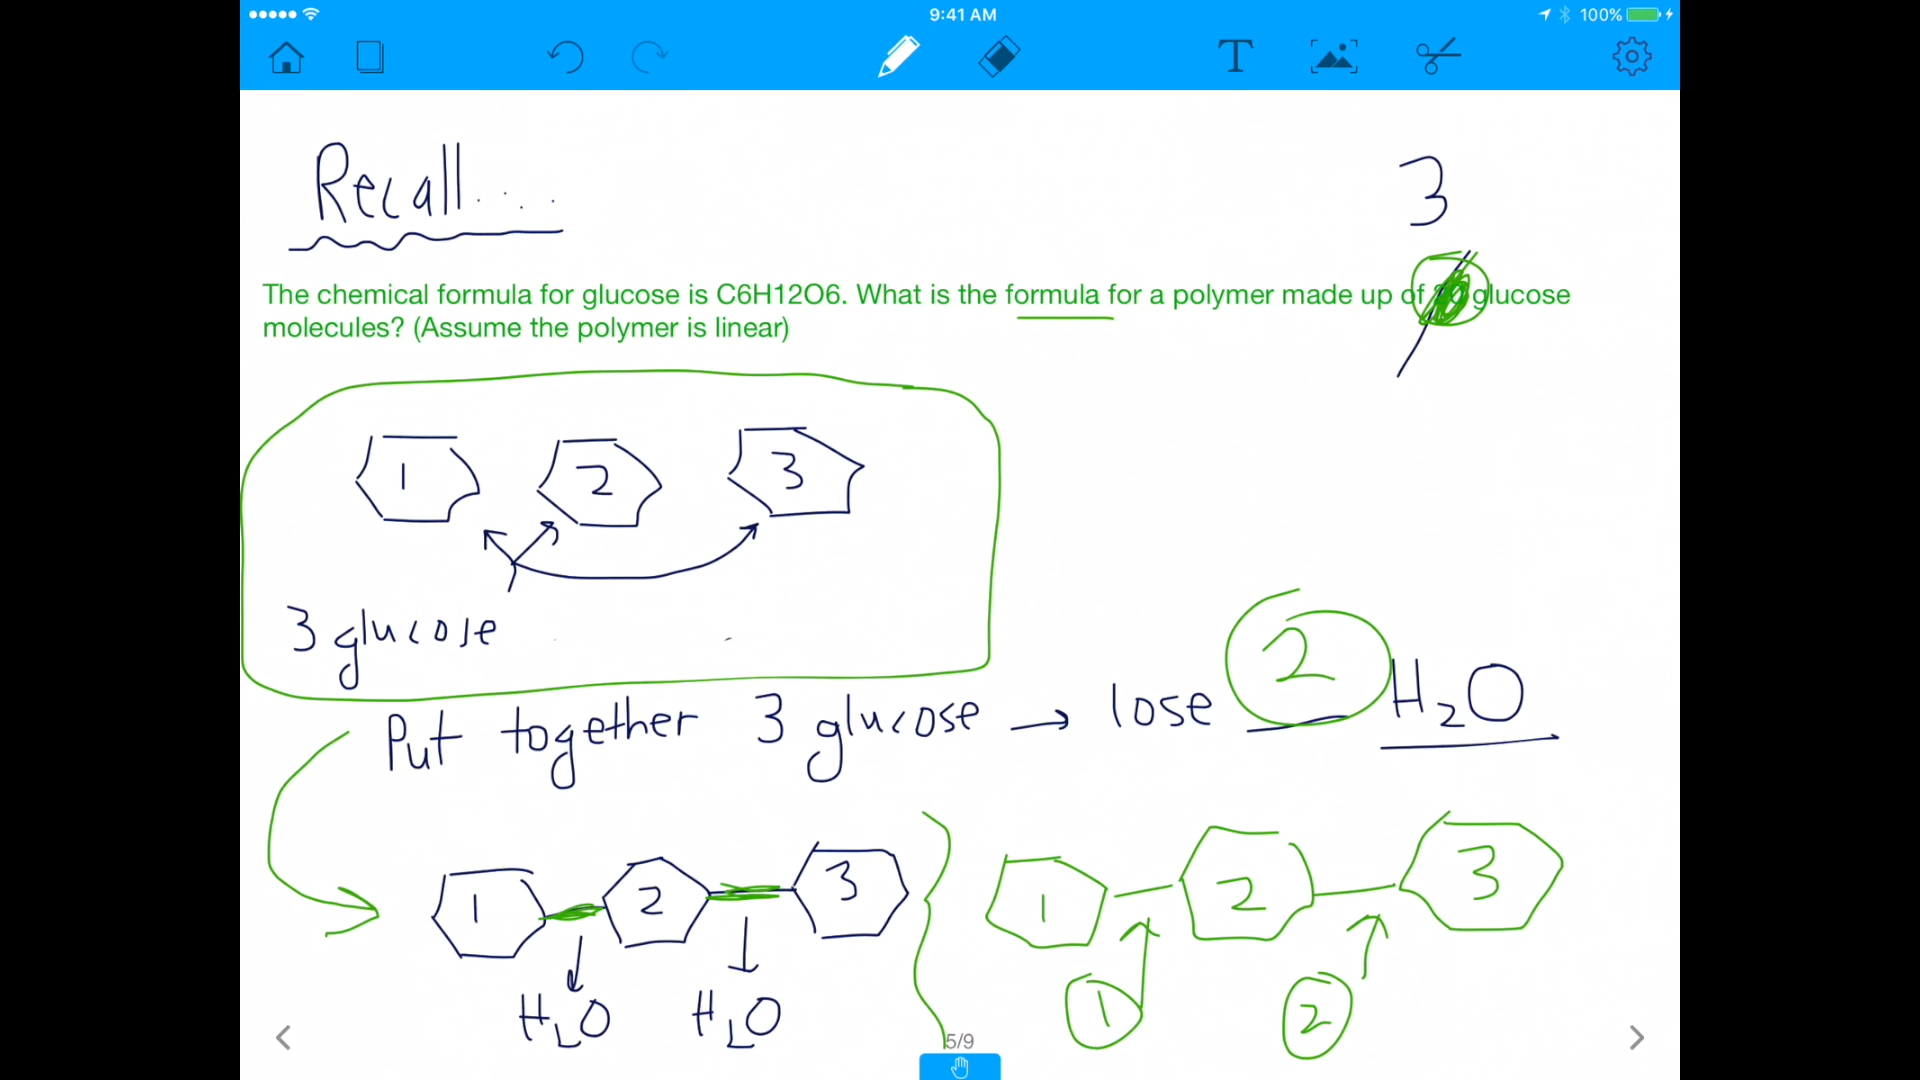 9:41 AM
100%
T
Recall....
3
The chemical formula for glucose is C6H12O6. What is the formula for a polymer made up of glucose
molecules? (Assume the polymer is linear)
1 2 3
3 glucose
Put together 3 glucose → lose 2 H2O
1 2 3
1 2 3
H2O H2O
1 2
5/9